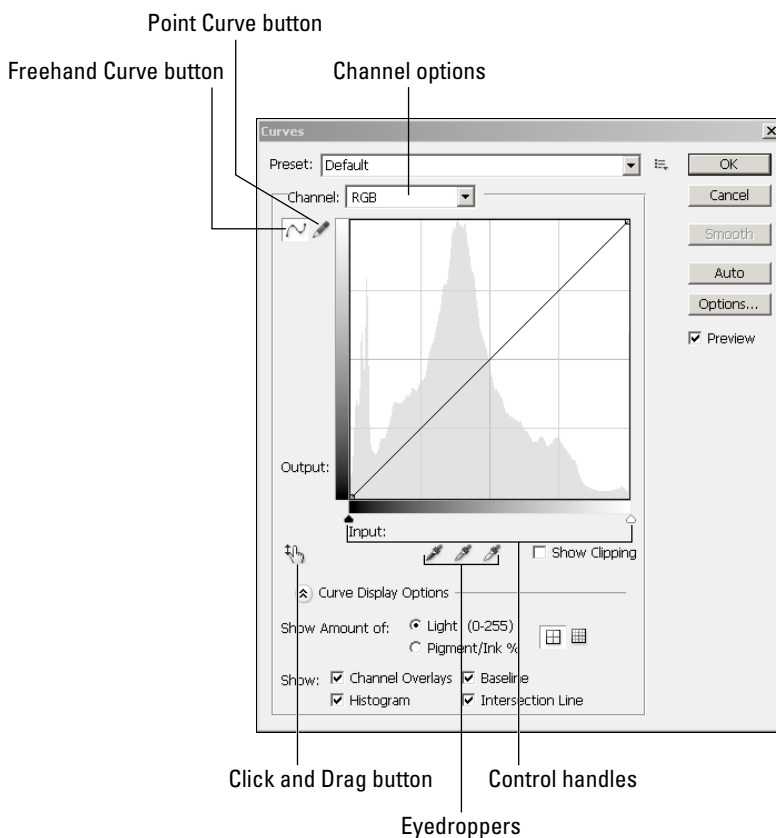 Point Curve button
Freehand Curve button
Channel options
Curves
Preset: Default
OK
Channel: RGB
Cancel
Smooth
Auto
Options...
Preview
Output:
Input:
Show Clipping
Curve Display Options
Show Amount of: Light (0-255)
Pigment/Ink %
Show: Channel Overlays Baseline
Histogram Intersection Line
Click and Drag button
Control handles
Eyedroppers